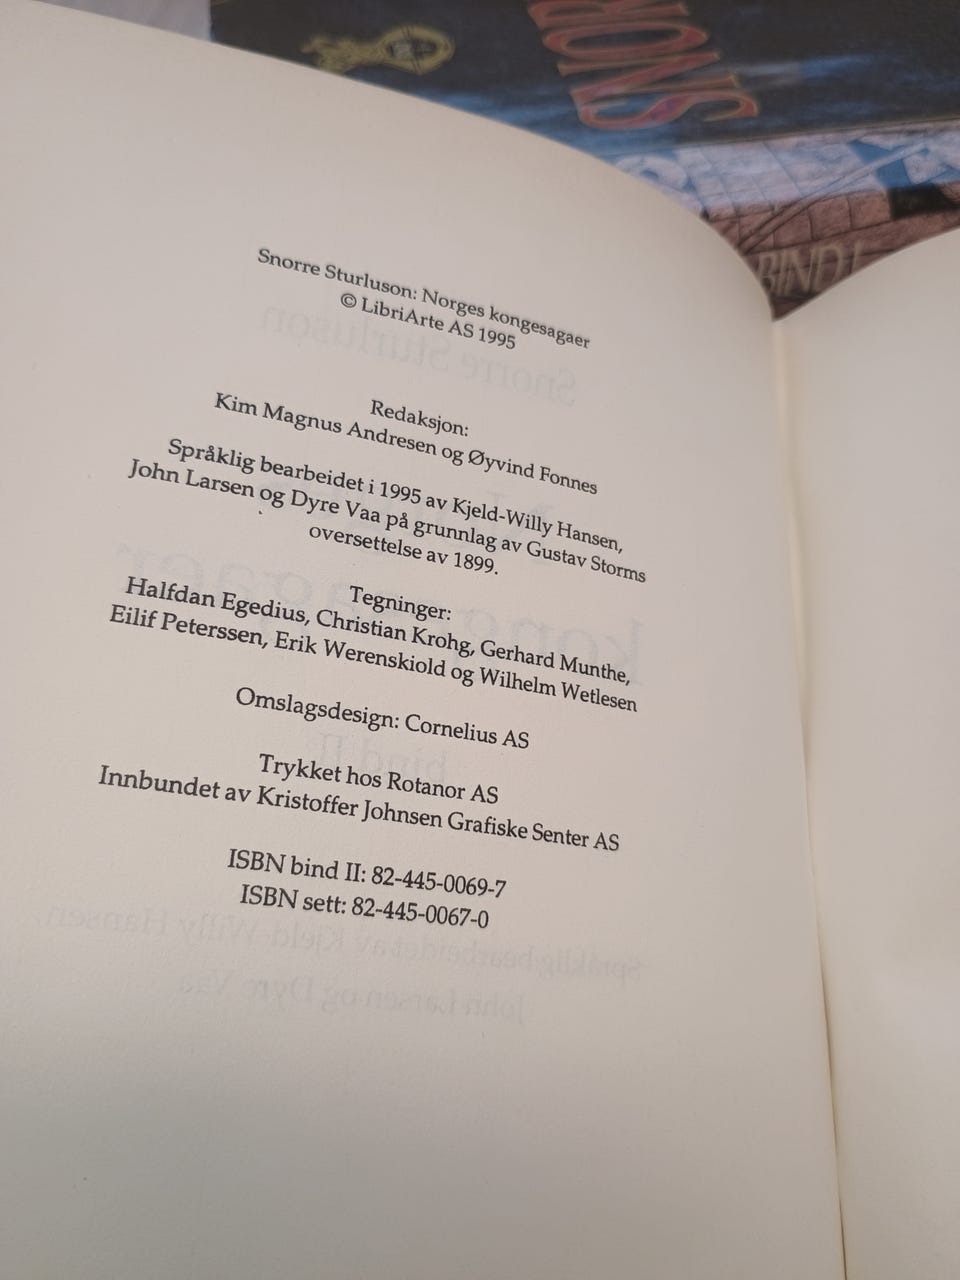 SNOR
BIND I
Snorre Sturluson: Norges kongesagaer
© LibriArte AS 1995
Redaksjon:
Kim Magnus Andresen og Øyvind Fonnes
Språklig bearbeidet i 1995 av Kjeld-Willy Hansen,
John Larsen og Dyre Vaa på grunnlag av Gustav Storms
oversettelse av 1899.
Tegninger:
Halfdan Egedius, Christian Krohg, Gerhard Munthe,
Eilif Peterssen, Erik Werenskiold og Wilhelm Wetlesen
Omslagsdesign: Cornelius AS
Trykket hos Rotanor AS
Innbundet av Kristoffer Johnsen Grafiske Senter AS
ISBN bind II: 82-445-0069-7
ISBN sett: 82-445-0067-0